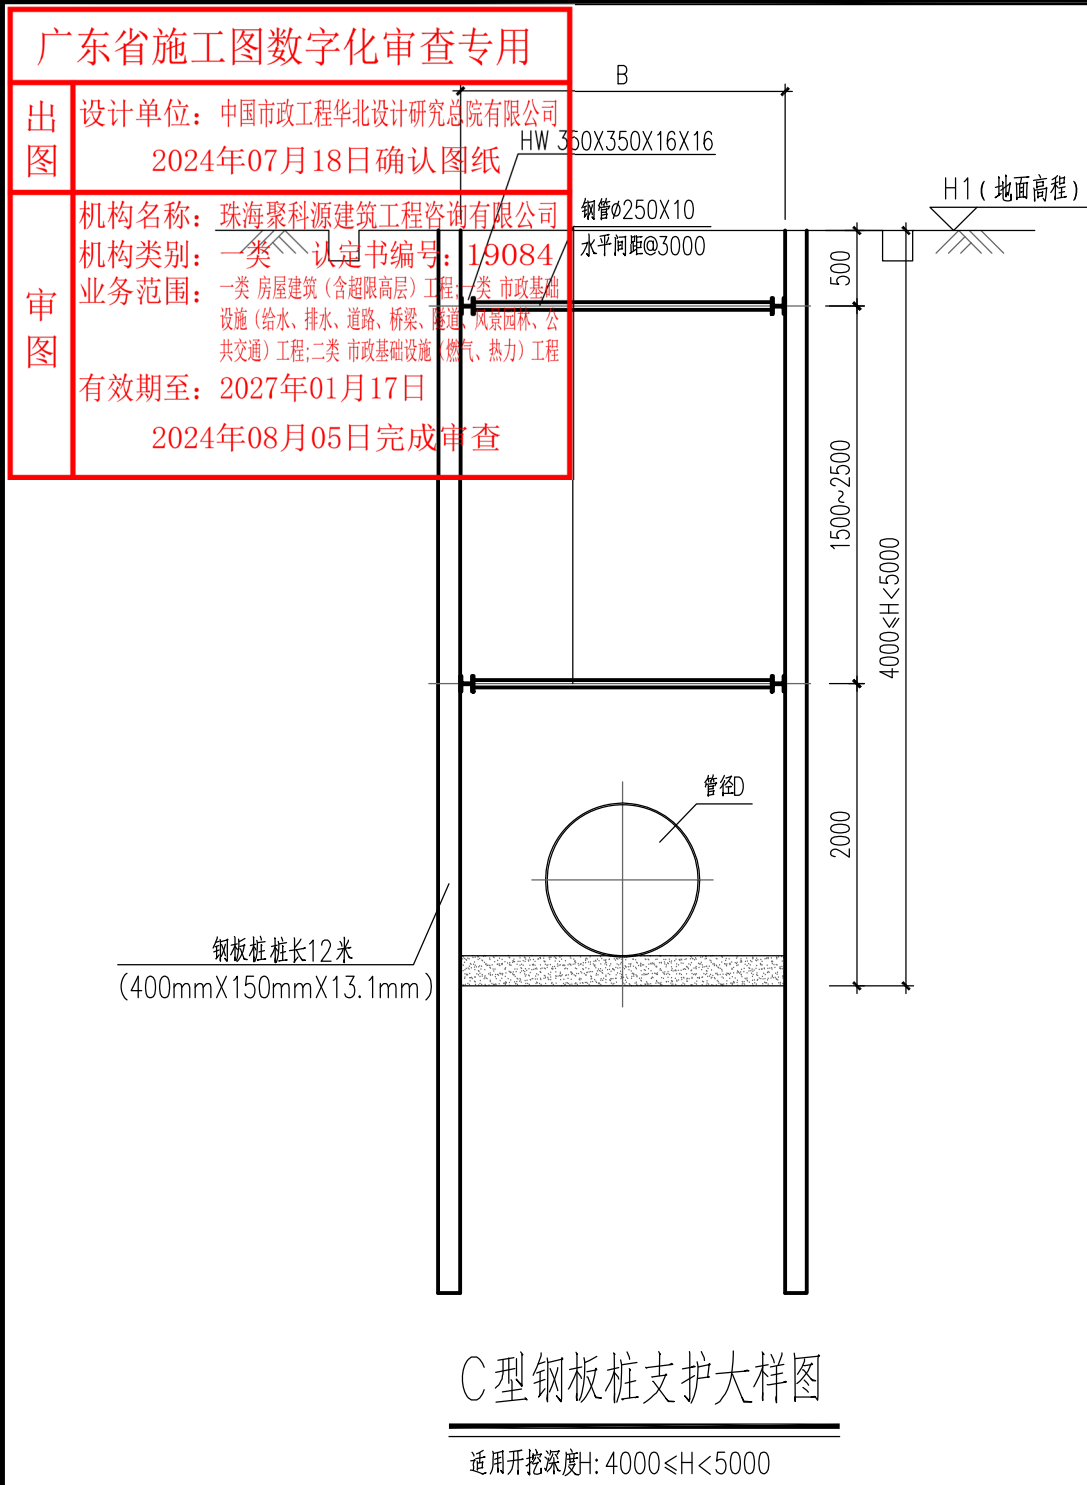 广东省施工图数字化审查专用
出图
设计单位：中国市政工程华北设计研究总院有限公司
2024年07月18日确认图纸
审图
机构名称：珠海聚科源建筑工程咨询有限公司
机构类别：一类 认定书编号：19084
业务范围：一类 房屋建筑（含超限高层）工程;一类 市政基础
设施（给水、排水、道路、桥梁、隧道、风景园林、公
共交通）工程;二类 市政基础设施（燃气、热力）工程
有效期至：2027年01月17日
2024年08月05日完成审查
B
HW 350X350X16X16
钢管φ250X10
水平间距@3000
H1(地面高程)
500
1500~2500
4000≤H<5000
2000
管径D
钢板桩桩长12米
(400mmX150mmX13.1mm)
C型钢板桩支护大样图
适用开挖深度H: 4000≤H<5000